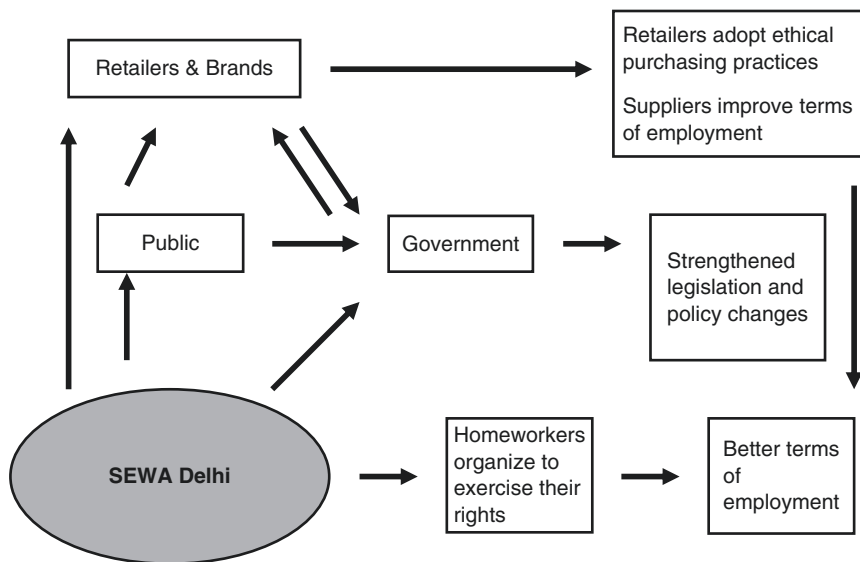 Retailers & Brands
Retailers adopt ethical
purchasing practices
Suppliers improve terms
of employment
Public
Government
Strengthened
legislation and
policy changes
SEWA Delhi
Homeworkers
organize to
exercise their
rights
Better terms
of
employment